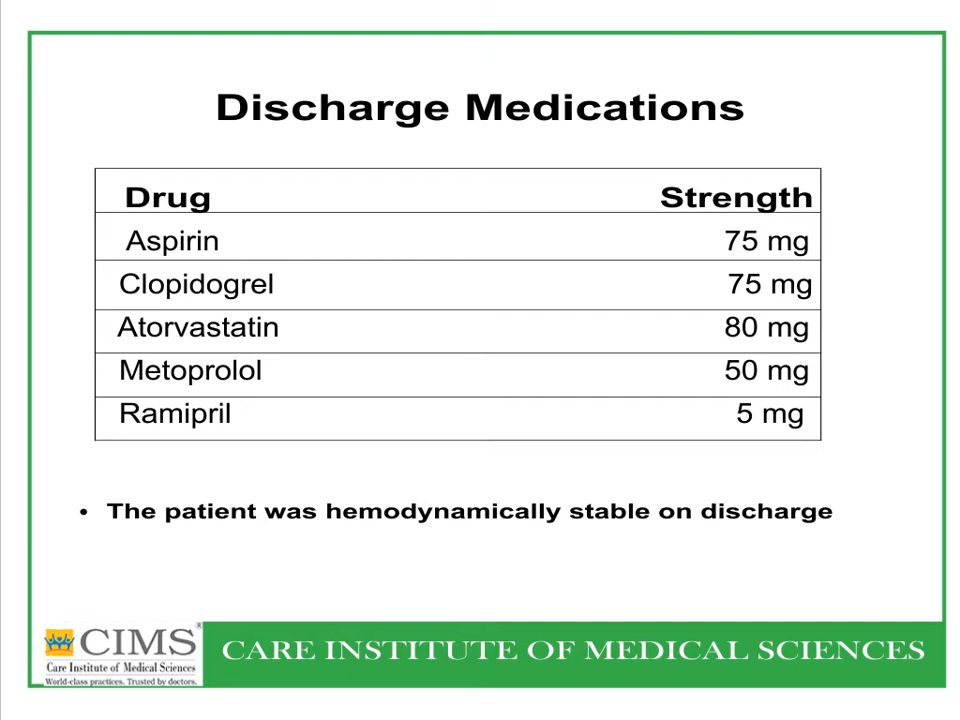 Discharge Medications
Drug Strength
Aspirin 75 mg
Clopidogrel 75 mg
Atorvastatin 80 mg
Metoprolol 50 mg
Ramipril 5 mg
• The patient was hemodynamically stable on discharge
CIMS®
Care Institute of Medical Sciences
World-class practices. Trusted by doctors.
CARE INSTITUTE OF MEDICAL SCIENCES